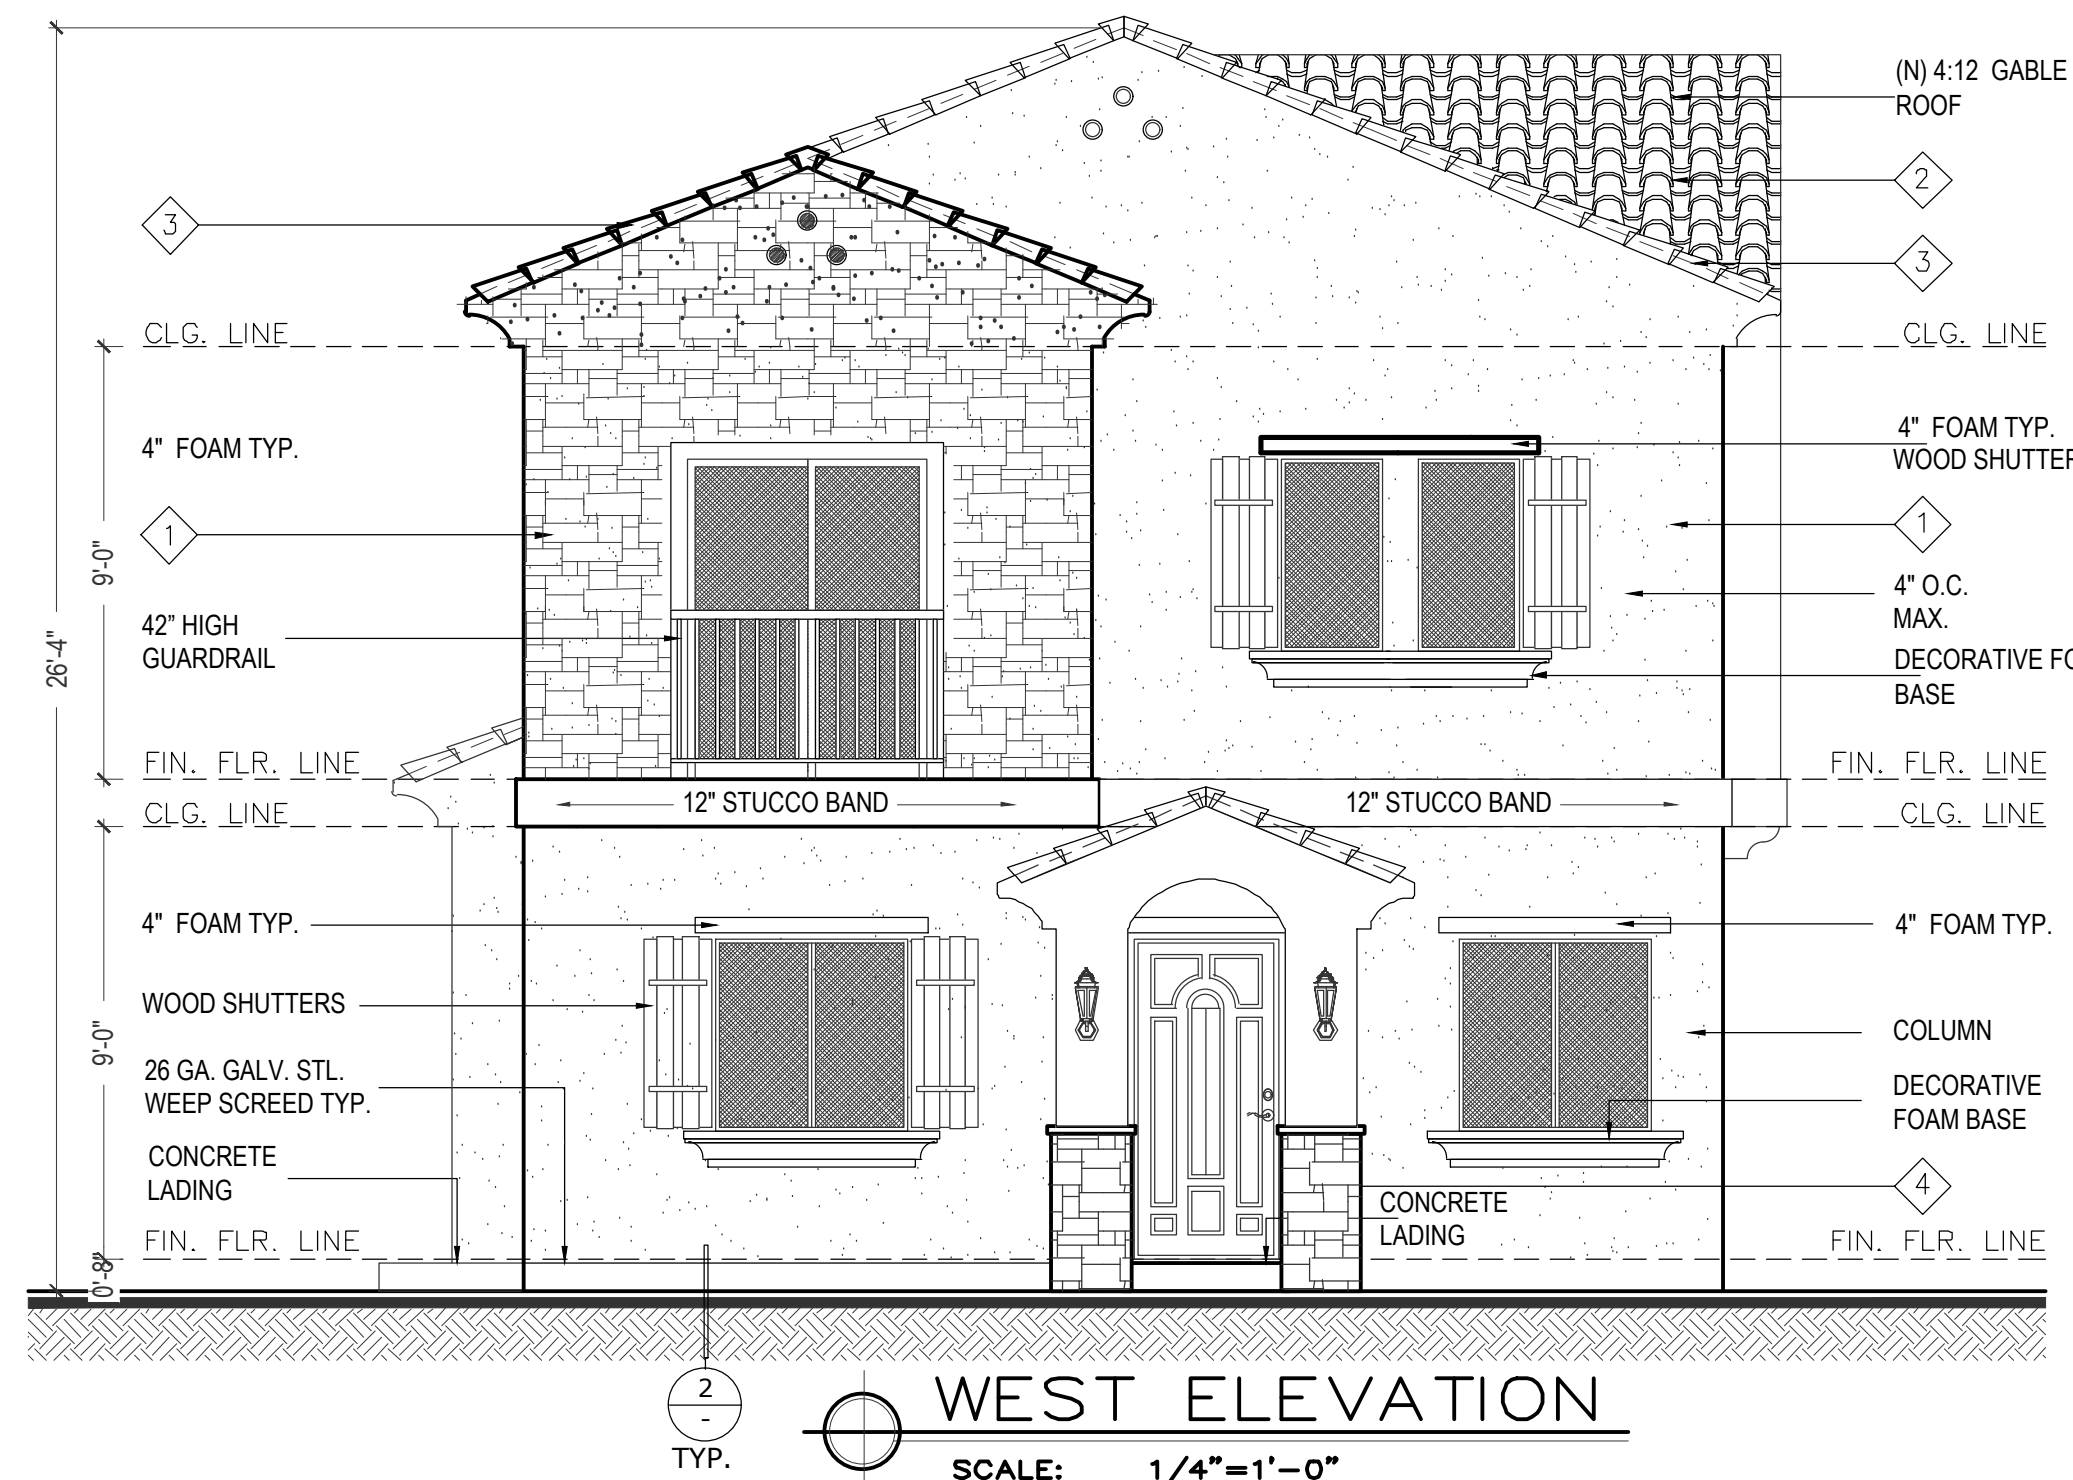 (N) 4:12 GABLE
ROOF
2
3
3
CLG. LINE
CLG. LINE
4" FOAM TYP.
4" FOAM TYP.
WOOD SHUTTER
1
1
9'-0"
26'-4"
42” HIGH
GUARDRAIL
4" O.C.
MAX.
DECORATIVE FO
BASE
FIN. FLR. LINE
FIN. FLR. LINE
12" STUCCO BAND
12" STUCCO BAND
CLG. LINE
CLG. LINE
4" FOAM TYP.
4" FOAM TYP.
WOOD SHUTTERS
COLUMN
9'-0"
26 GA. GALV. STL.
WEEP SCREED TYP.
DECORATIVE
FOAM BASE
CONCRETE
LADING
4
CONCRETE
LADING
FIN. FLR. LINE
FIN. FLR. LINE
0'-8"
2
-
TYP.
WEST ELEVATION
SCALE: 1/4”=1'-0”